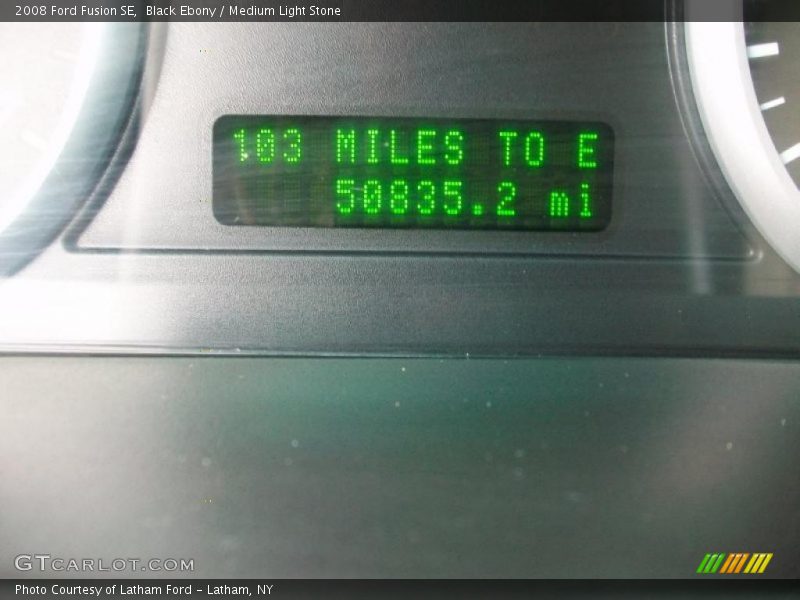 2008 Ford Fusion SE, Black Ebony / Medium Light Stone
103 MILES TO E
50835.2 mi
GTCARLOT.COM
Photo Courtesy of Latham Ford - Latham, NY